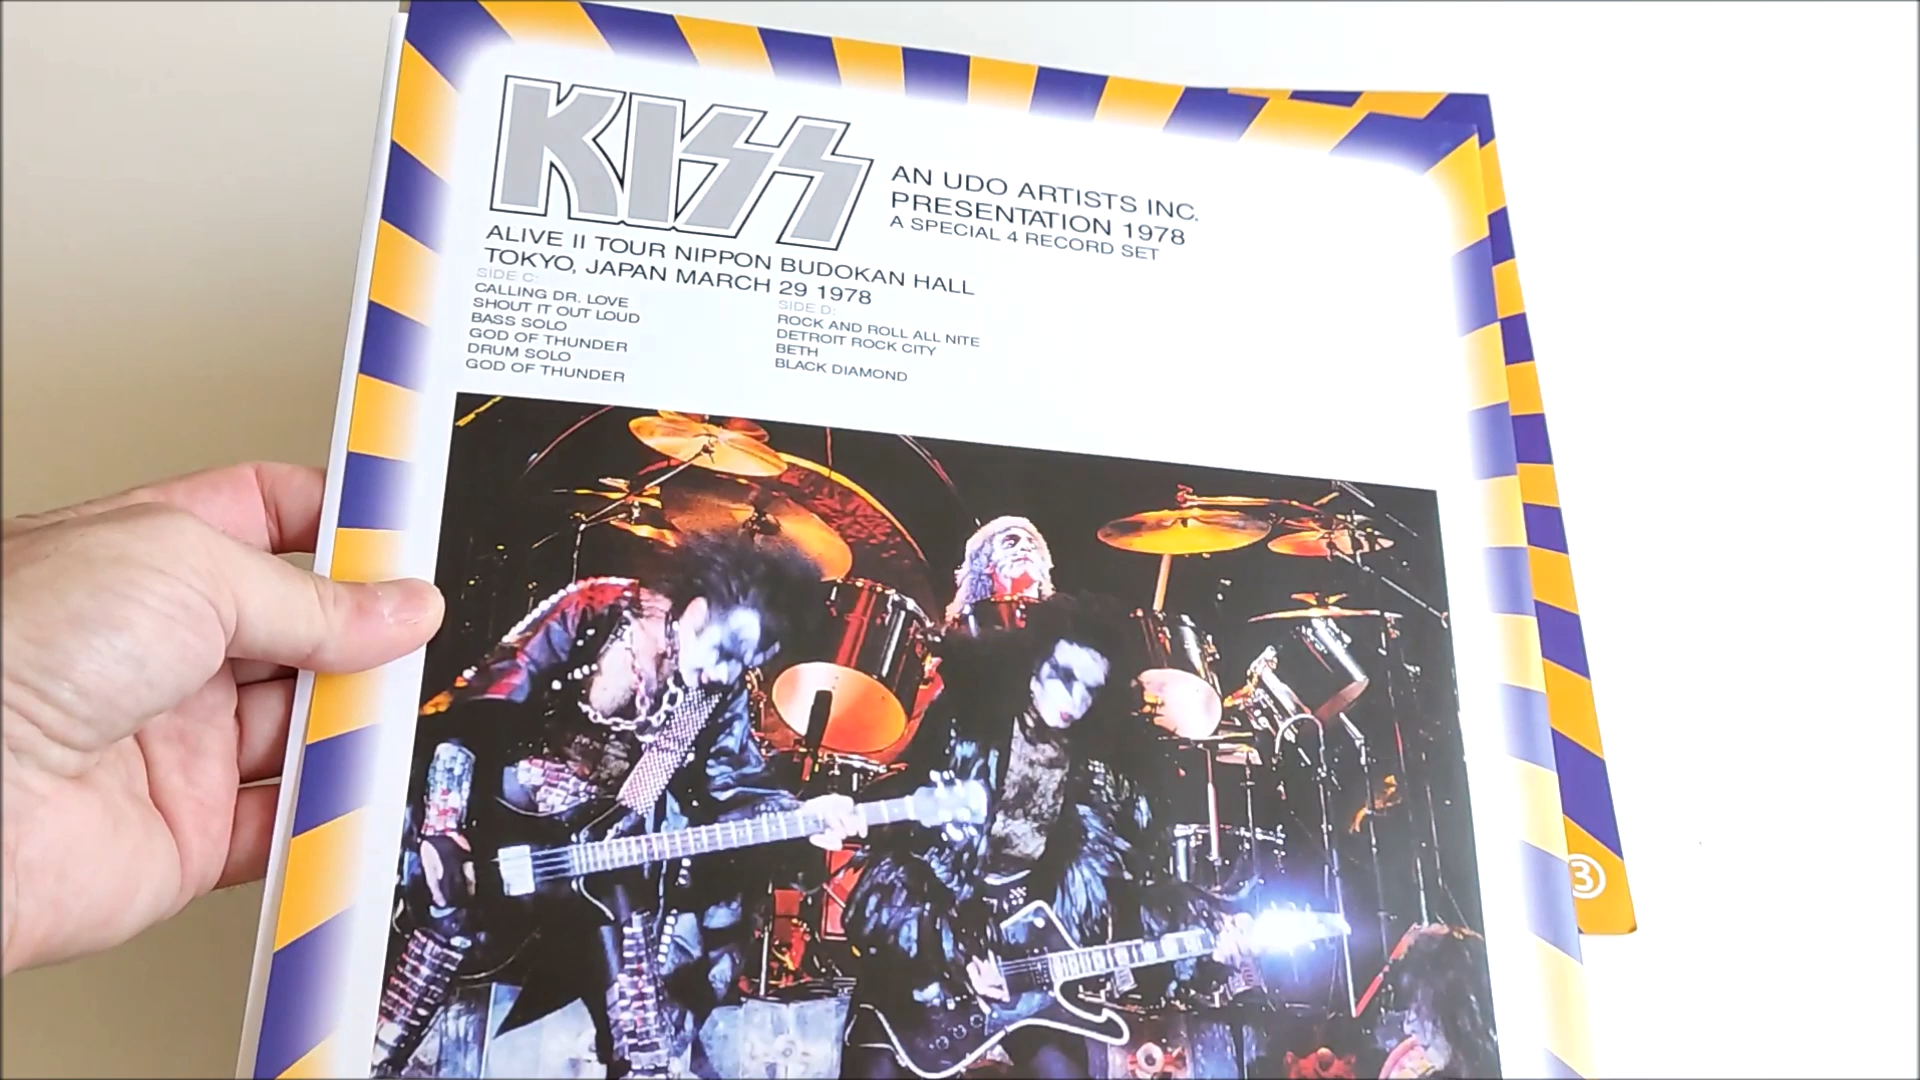 KISS
AN UDO ARTISTS INC.
PRESENTATION 1978
A SPECIAL 4 RECORD SET
ALIVE II TOUR NIPPON BUDOKAN HALL
TOKYO, JAPAN MARCH 29 1978
SIDE C:
CALLING DR. LOVE
SHOUT IT OUT LOUD
BASS SOLO
GOD OF THUNDER
DRUM SOLO
GOD OF THUNDER
SIDE D:
ROCK AND ROLL ALL NITE
DETROIT ROCK CITY
BETH
BLACK DIAMOND
③